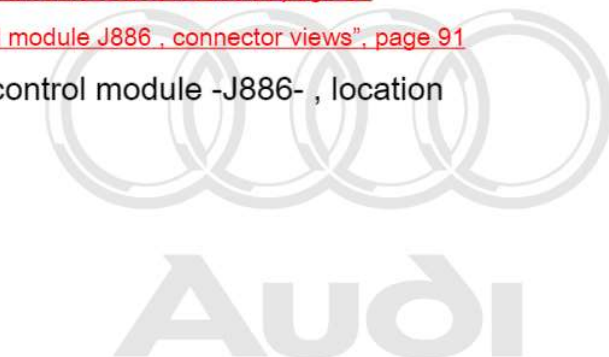 l module J886 , connector views”, page 91
control module -J886- , location
Audi